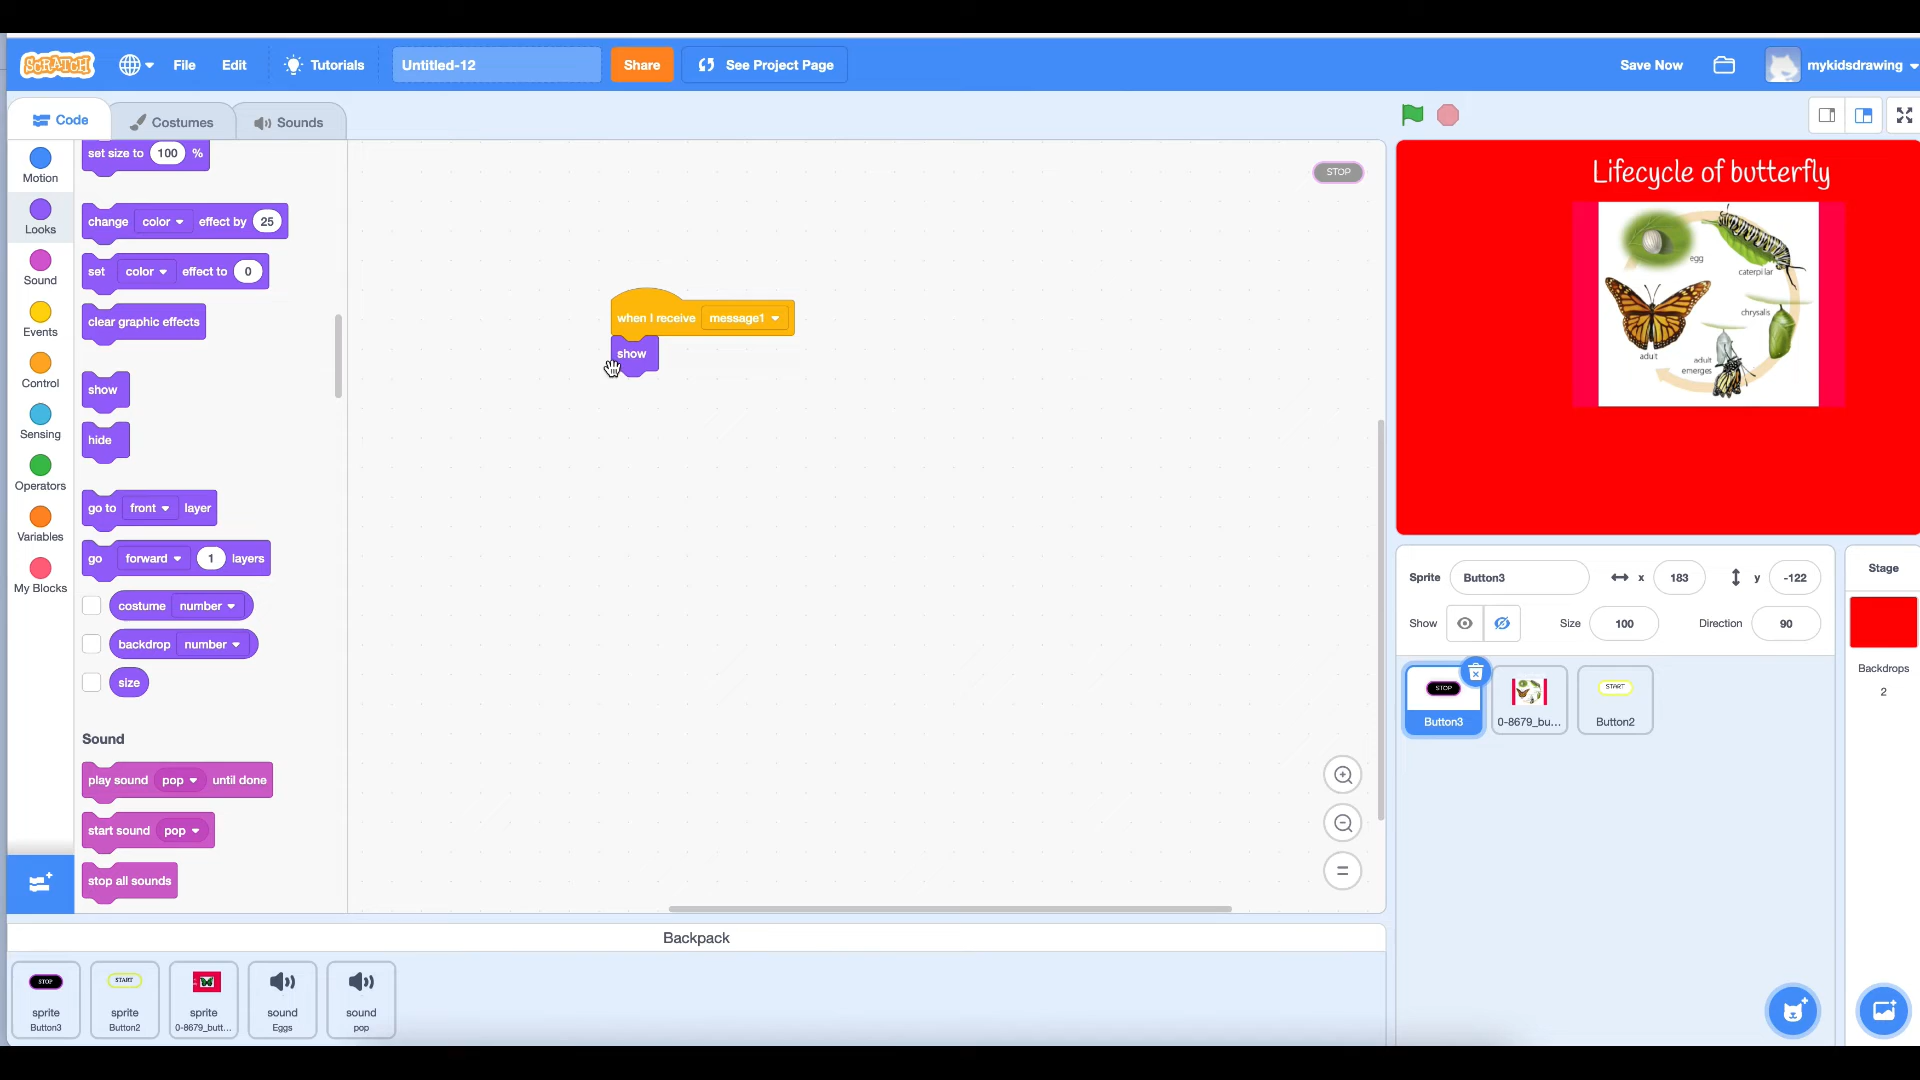 SCRATCH File Edit Tutorials Untitled-12 Share See Project Page Save Now mykidsdrawing
Code Costumes Sounds
Motion
Looks
Sound
Events
Control
Sensing
Operators
Variables
My Blocks
set size to 100 %
change color effect by 25
set color effect to 0
clear graphic effects
show
hide
go to front layer
go forward 1 layers
costume number
backdrop number
size
Sound
play sound pop until done
start sound pop
stop all sounds
when I receive message1
show
STOP
Lifecycle of butterfly
egg
caterpillar
chrysalis
adult
adult
emerges
Sprite Button3 x 183 y -122
Show Size 100 Direction 90
STOP
Button3
0-8679_bu...
START
Button2
Stage
Backdrops
2
Backpack
STOP
sprite
Button3
START
sprite
Button2
sprite
0-8679_butt...
sound
Eggs
sound
pop